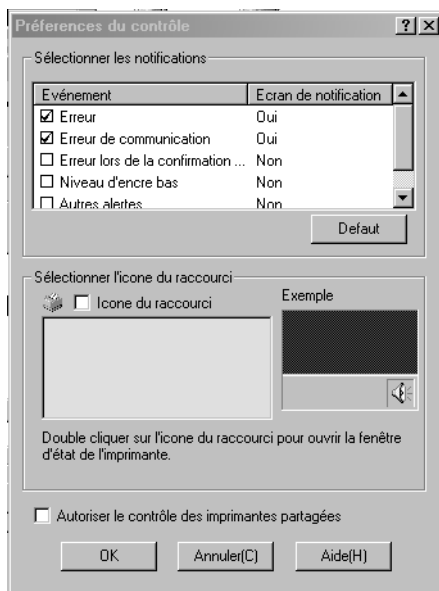 Préferences du contrôle
Sélectionner les notifications
Evénement Ecran de notification
Erreur Oui
Erreur de communication Oui
Erreur lors de la confirmation ... Non
Niveau d'encre bas Non
Autres alertes Non
Defaut
Sélectionner l'icone du raccourci
Icone du raccourci
Exemple
Double cliquer sur l'icone du raccourci pour ouvrir la fenêtre
d'état de l'imprimante.
Autoriser le contrôle des imprimantes partagées
OK Annuler(C) Aide(H)